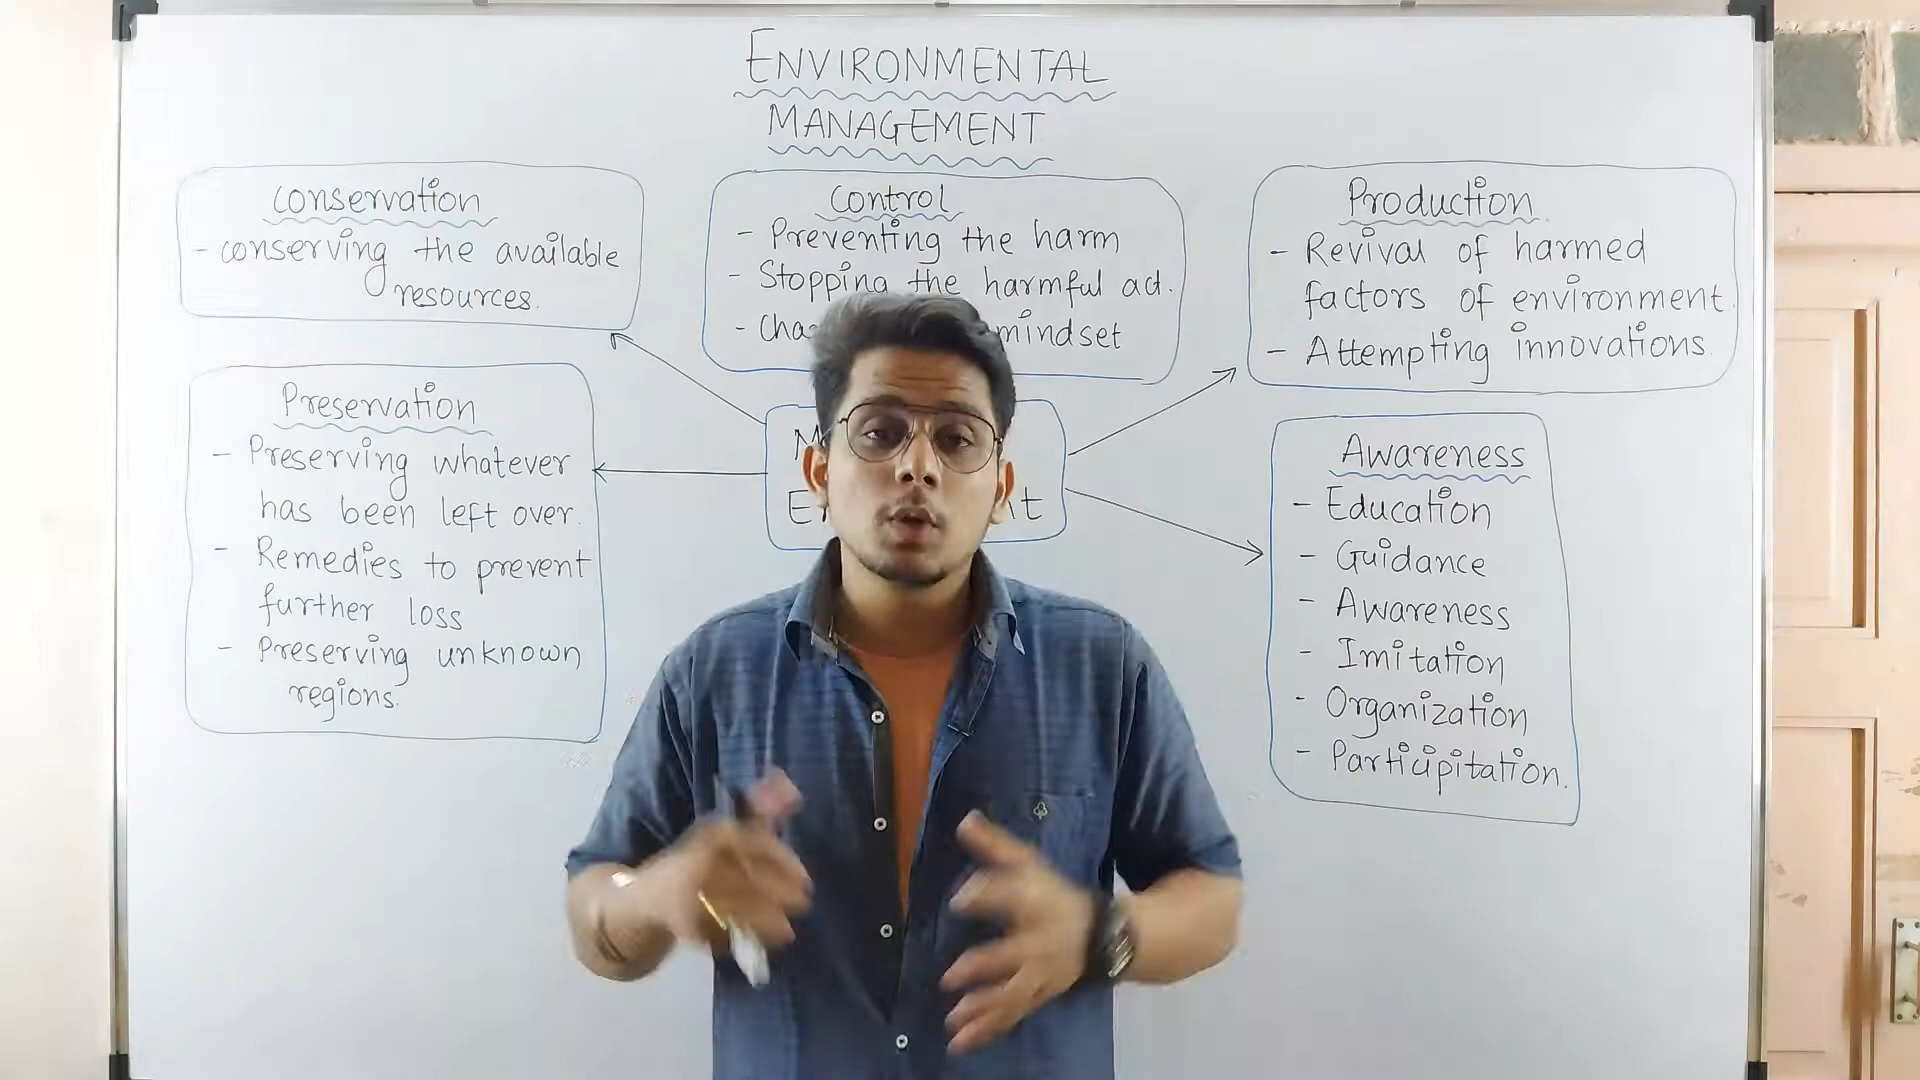 ENVIRONMENTAL
MANAGEMENT
Conservation
- conserving the available
resources.
Control
- Preventing the harm
- Stopping the harmful act.
- mindset
Production
- Revival of harmed
factors of environment.
- Attempting innovations.
Preservation
- Preserving whatever
has been left over.
- Remedies to prevent
further loss
- Preserving unknown
regions.
Awareness
- Education
- Guidance
- Awareness
- Imitation
- Organization
- Participitation.